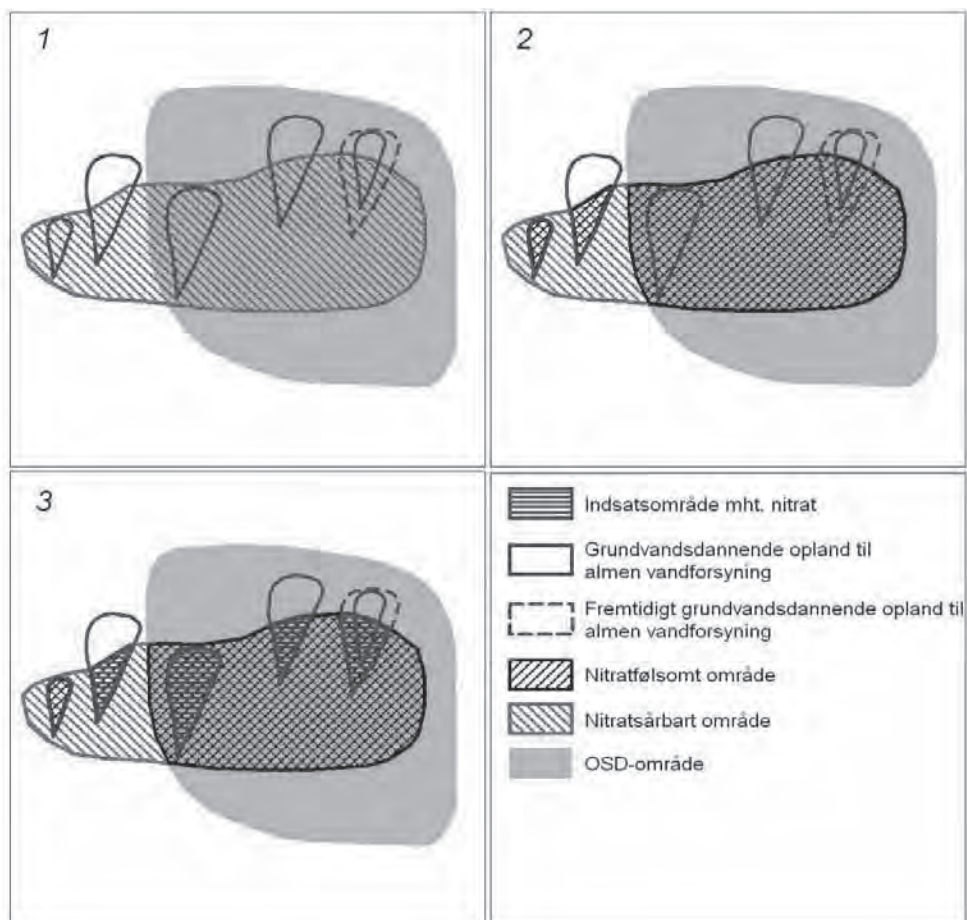 1
2
3
Indsatsområde mht. nitrat
Grundvandsdannende opland til
almen vandforsyning
Fremtidigt grundvandsdannende opland til
almen vandforsyning
Nitratfølsomt område
Nitratsårbart område
OSD-område